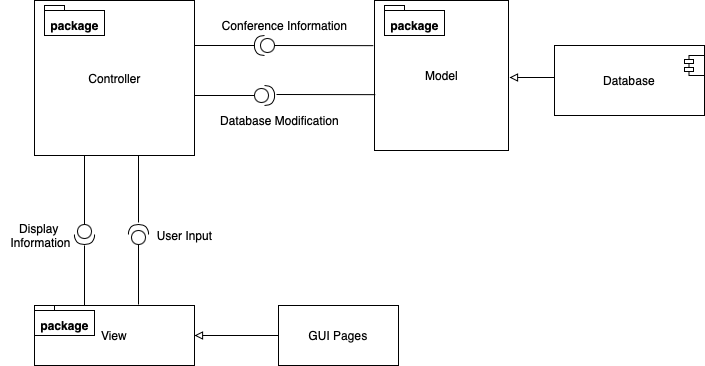 package
Controller
Conference Information
package
Model
Database
Database Modification
Display
Information
User Input
package
View
GUI Pages